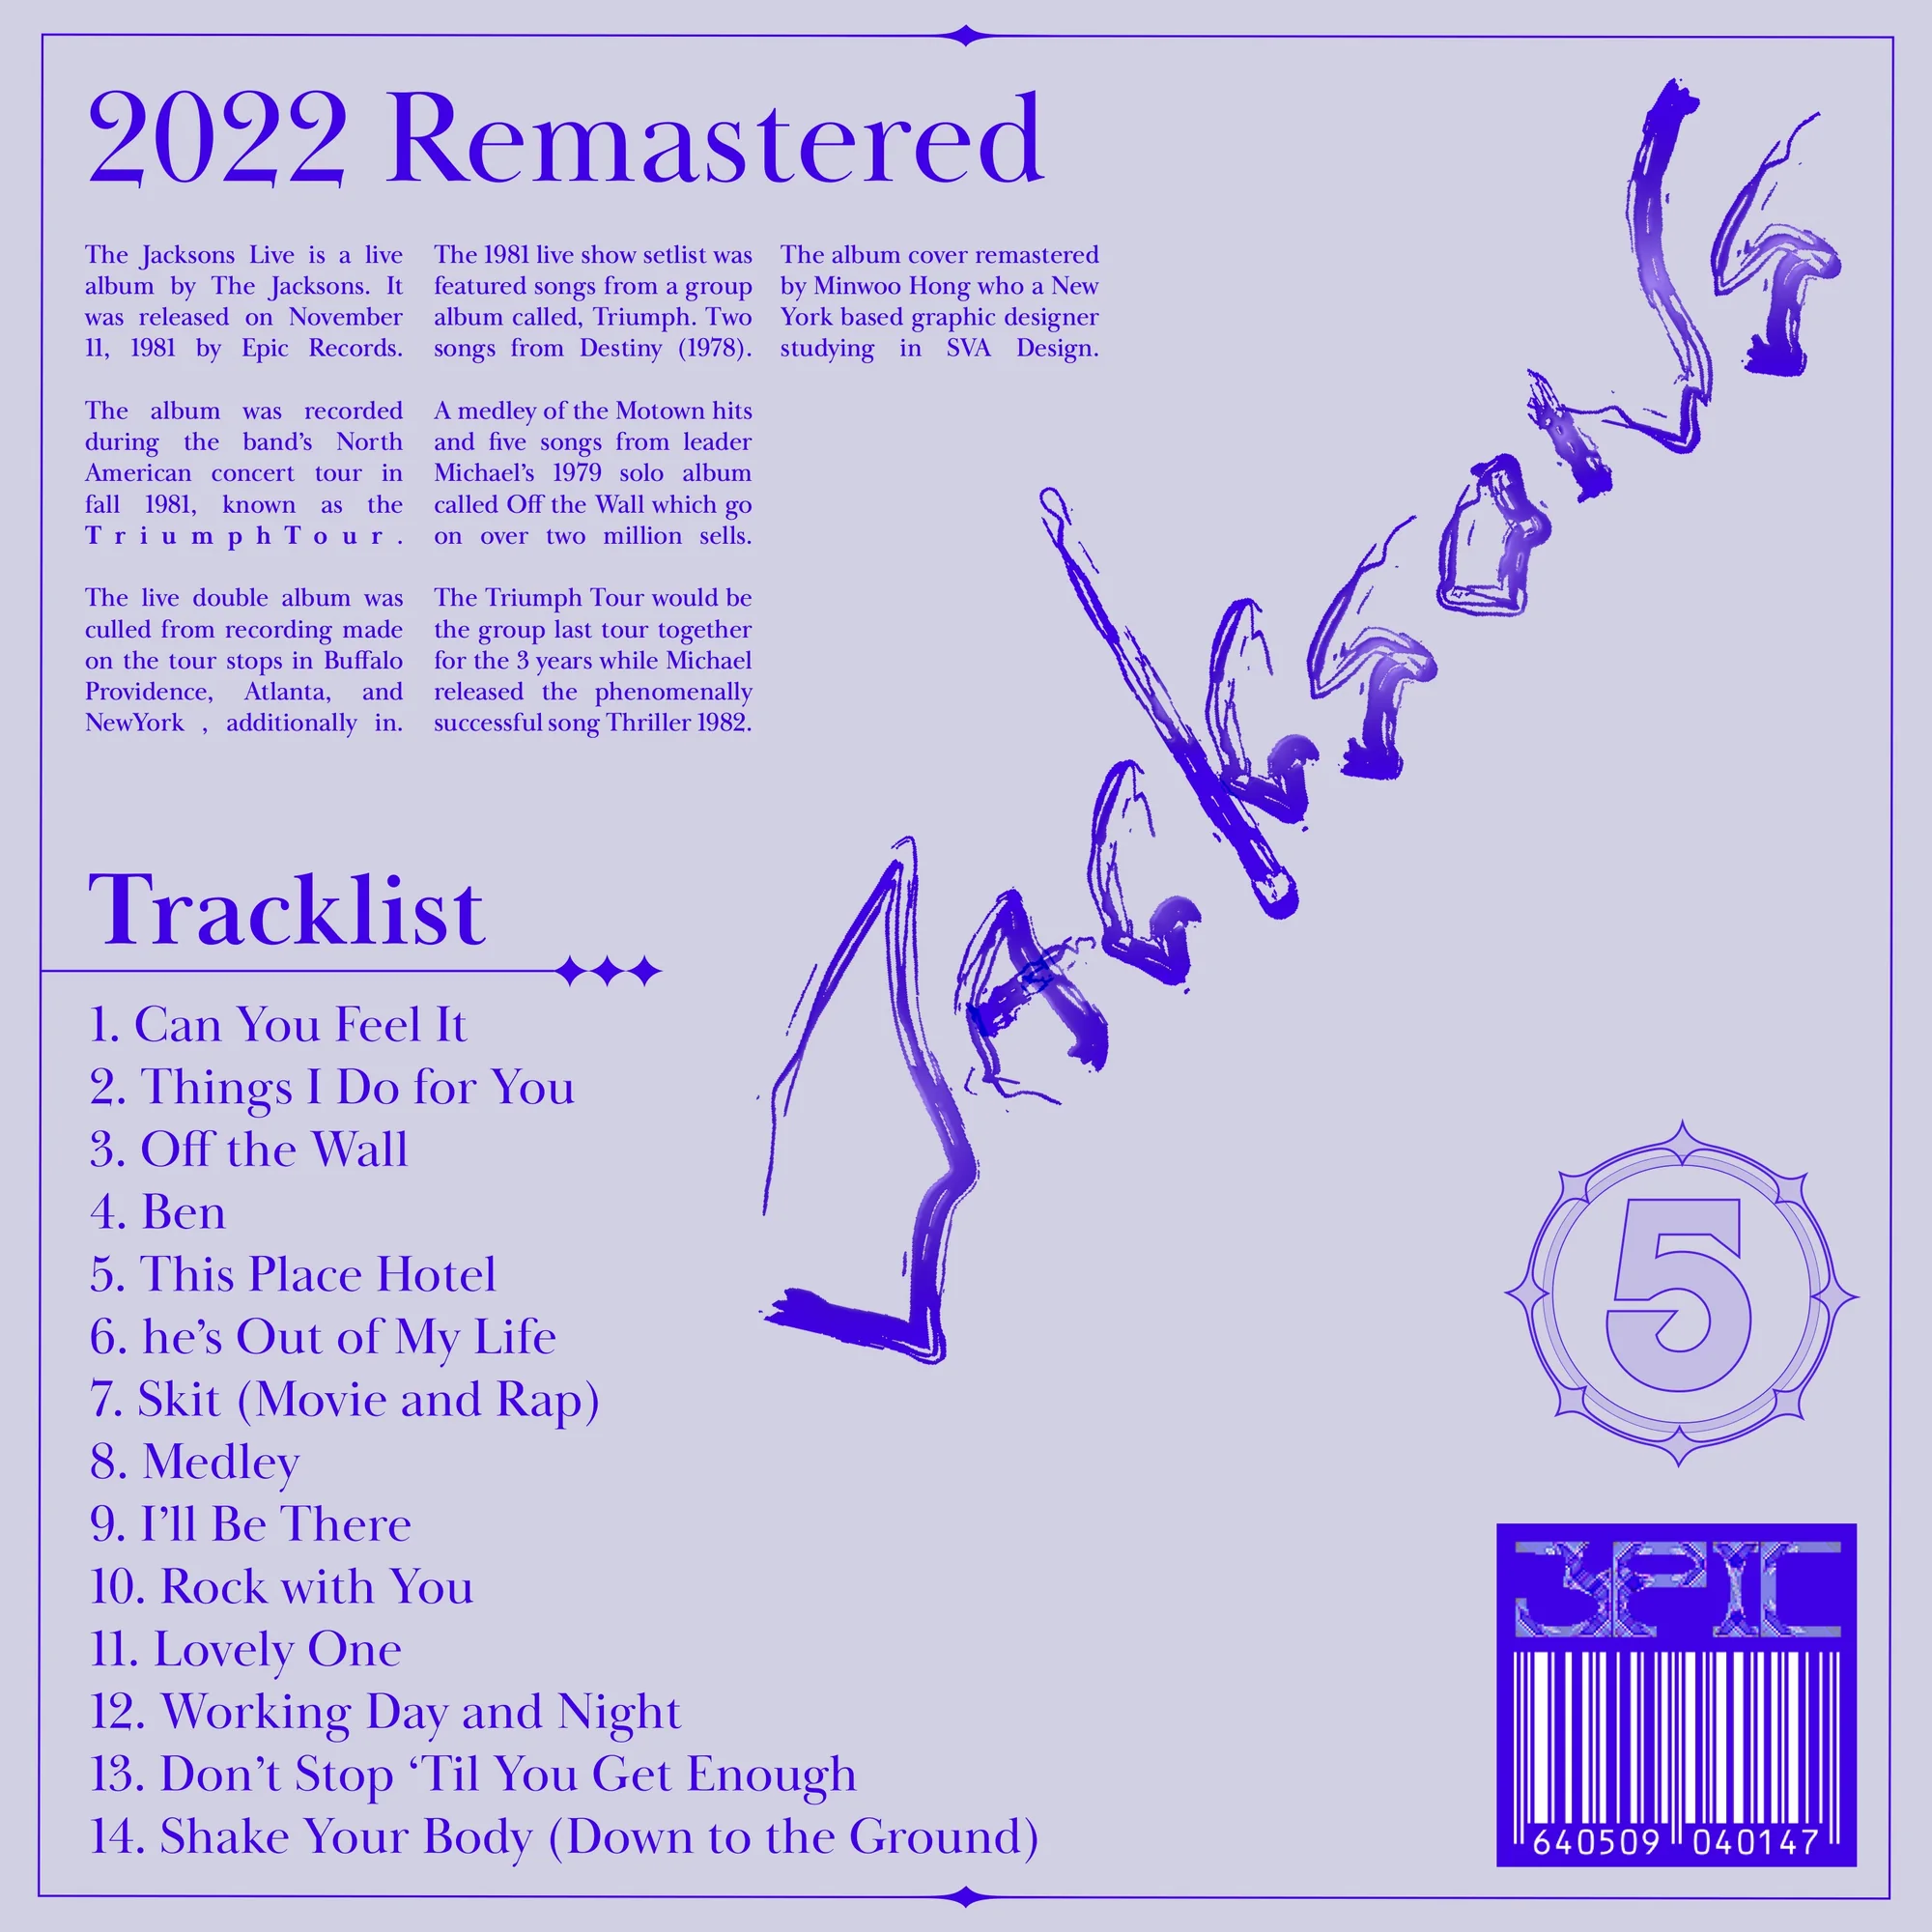 2022 Remastered
The Jacksons Live is a live
album by The Jacksons. It
was released on November
11, 1981 by Epic Records.
The album was recorded
during the band’s North
American concert tour in
fall 1981, known as the
TriumphTour.
The live double album was
culled from recording made
on the tour stops in Buffalo
Providence, Atlanta, and
NewYork , additionally in.
The 1981 live show setlist was
featured songs from a group
album called, Triumph. Two
songs from Destiny (1978).
A medley of the Motown hits
and five songs from leader
Michael’s 1979 solo album
called Off the Wall which go
on over two million sells.
The Triumph Tour would be
the group last tour together
for the 3 years while Michael
released the phenomenally
successful song Thriller 1982.
The album cover remastered
by Minwoo Hong who a New
York based graphic designer
studying in SVA Design.
JACKSONS
Tracklist
1. Can You Feel It
2. Things I Do for You
3. Off the Wall
4. Ben
5. This Place Hotel
6. he’s Out of My Life
7. Skit (Movie and Rap)
8. Medley
9. I’ll Be There
10. Rock with You
11. Lovely One
12. Working Day and Night
13. Don’t Stop ‘Til You Get Enough
14. Shake Your Body (Down to the Ground)
5
EPIC
640509 040147